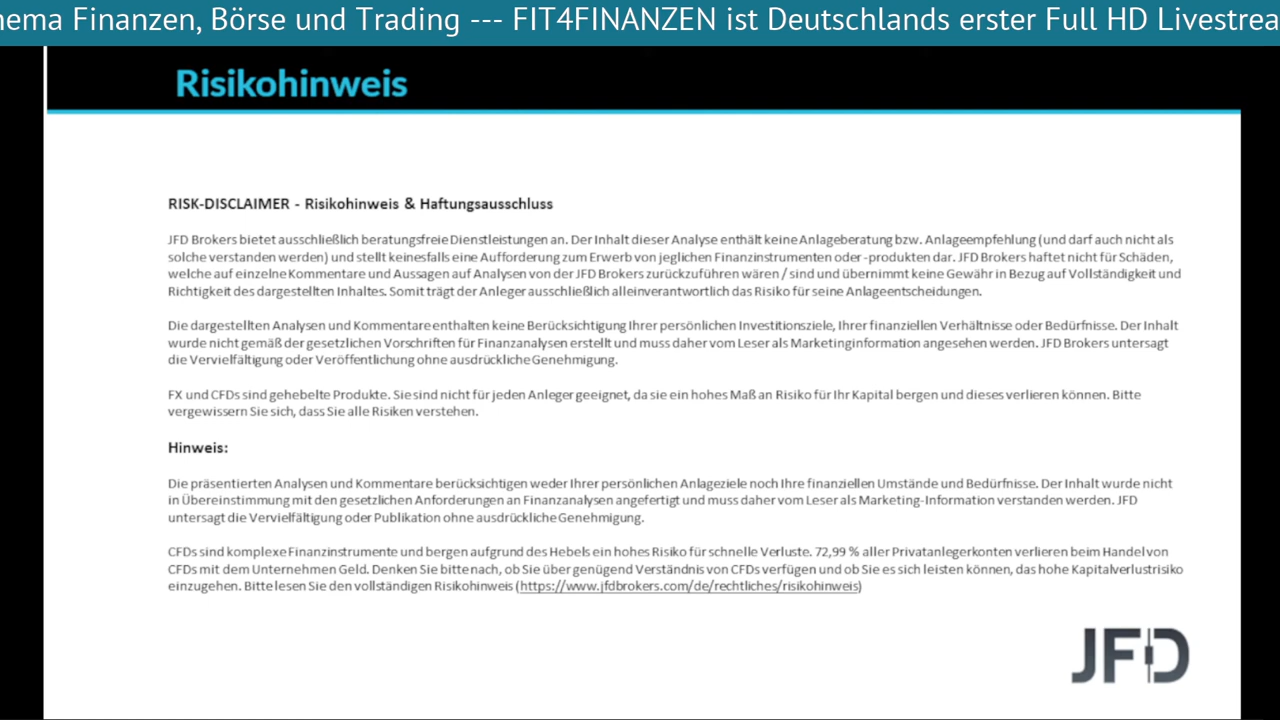 hema Finanzen, Börse und Trading --- FIT4FINANZEN ist Deutschlands erster Full HD Livestrea
Risikohinweis
RISK-DISCLAIMER - Risikohinweis & Haftungsausschluss
JFD Brokers bietet ausschließlich beratungsfreie Dienstleistungen an. Der Inhalt dieser Analyse enthält keine Anlageberatung bzw. Anlageempfehlung (und darf auch nicht als
solche verstanden werden) und stellt keinesfalls eine Aufforderung zum Erwerb von jeglichen Finanzinstrumenten oder -produkten dar. JFD Brokers haftet nicht für Schäden,
welche auf einzelne Kommentare und Aussagen auf Analysen von der JFD Brokers zurückzuführen wären / sind und übernimmt keine Gewähr in Bezug auf Vollständigkeit und
Richtigkeit des dargestellten Inhaltes. Somit trägt der Anleger ausschließlich alleinverantwortlich das Risiko für seine Anlageentscheidungen.
Die dargestellten Analysen und Kommentare enthalten keine Berücksichtigung Ihrer persönlichen Investitionsziele, Ihrer finanziellen Verhältnisse oder Bedürfnisse. Der Inhalt
wurde nicht gemäß der gesetzlichen Vorschriften für Finanzanalysen erstellt und muss daher vom Leser als Marketinginformation angesehen werden. JFD Brokers untersagt
die Vervielfältigung oder Veröffentlichung ohne ausdrückliche Genehmigung.
FX und CFDs sind gehebelte Produkte. Sie sind nicht für jeden Anleger geeignet, da sie ein hohes Maß an Risiko für Ihr Kapital bergen und dieses verlieren können. Bitte
vergewissern Sie sich, dass Sie alle Risiken verstehen.
Hinweis:
Die präsentierten Analysen und Kommentare berücksichtigen weder Ihrer persönlichen Anlageziele noch Ihre finanziellen Umstände und Bedürfnisse. Der Inhalt wurde nicht
in Übereinstimmung mit den gesetzlichen Anforderungen an Finanzanalysen angefertigt und muss daher vom Leser als Marketing-Information verstanden werden. JFD
untersagt die Vervielfältigung oder Publikation ohne ausdrückliche Genehmigung.
CFDs sind komplexe Finanzinstrumente und bergen aufgrund des Hebels ein hohes Risiko für schnelle Verluste. 72,99 % aller Privatanlegerkonten verlieren beim Handel von
CFDs mit dem Unternehmen Geld. Denken Sie bitte nach, ob Sie über genügend Verständnis von CFDs verfügen und ob Sie es sich leisten können, das hohe Kapitalverlustrisiko
einzugehen. Bitte lesen Sie den vollständigen Risikohinweis (https://www.jfdbrokers.com/de/rechtliches/risikohinweis)
JFD